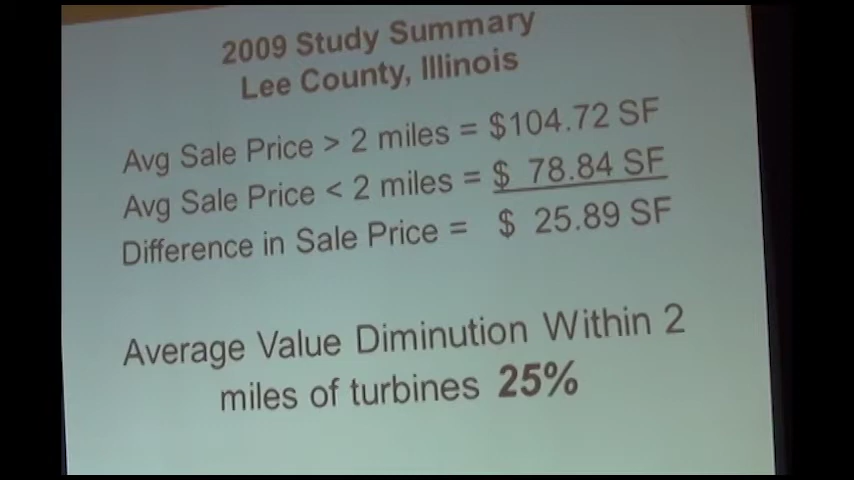 2009 Study Summary
Lee County, Illinois
Avg Sale Price > 2 miles = $104.72 SF
Avg Sale Price < 2 miles = $ 78.84 SF
Difference in Sale Price = $ 25.89 SF
Average Value Diminution Within 2
miles of turbines 25%